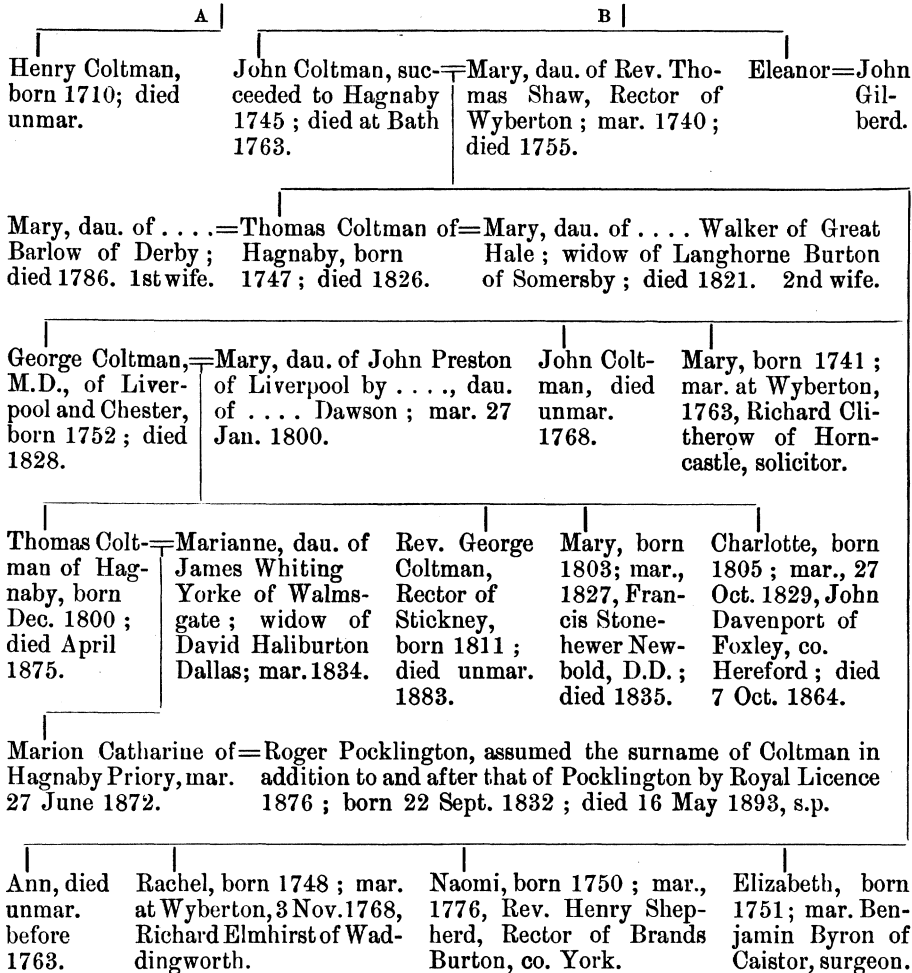 A B
Henry Coltman,
born 1710; died
unmar.
John Coltman, suc-
ceeded to Hagnaby
1745 ; died at Bath
1763.
=Mary, dau. of Rev. Tho-
mas Shaw, Rector of
Wyberton ; mar. 1740 ;
died 1755.
Eleanor=John
Gil-
berd.
Mary, dau. of . . . .
Barlow of Derby ;
died 1786. 1st wife.
=Thomas Coltman of
Hagnaby, born
1747 ; died 1826.
=Mary, dau. of . . . . Walker of Great
Hale ; widow of Langhorne Burton
of Somersby ; died 1821. 2nd wife.
George Coltman,
M.D., of Liver-
pool and Chester,
born 1752 ; died
1828.
=Mary, dau. of John Preston
of Liverpool by . . . ., dau.
of . . . . Dawson ; mar. 27
Jan. 1800.
John Colt-
man, died
unmar.
1768.
Mary, born 1741 ;
mar. at Wyberton,
1763, Richard Cli-
therow of Horn-
castle, solicitor.
Thomas Colt-
man of Hag-
naby, born
Dec. 1800 ;
died April
1875.
=Marianne, dau. of
James Whiting
Yorke of Walms-
gate ; widow of
David Haliburton
Dallas; mar. 1834.
Rev. George
Coltman,
Rector of
Stickney,
born 1811 ;
died unmar.
1883.
Mary, born
1803; mar.,
1827, Fran-
cis Stone-
hewer New-
bold, D.D. ;
died 1835.
Charlotte, born
1805 ; mar., 27
Oct. 1829, John
Davenport of
Foxley, co.
Hereford ; died
7 Oct. 1864.
Marion Catharine of
Hagnaby Priory, mar.
27 June 1872.
=Roger Pocklington, assumed the surname of Coltman in
addition to and after that of Pocklington by Royal Licence
1876 ; born 22 Sept. 1832 ; died 16 May 1893, s.p.
Ann, died
unmar.
before
1763.
Rachel, born 1748 ; mar.
at Wyberton, 3 Nov. 1768,
Richard Elmhirst of Wad-
dingworth.
Naomi, born 1750 ; mar.,
1776, Rev. Henry Shep-
herd, Rector of Brands
Burton, co. York.
Elizabeth, born
1751; mar. Ben-
jamin Byron of
Caistor, surgeon.